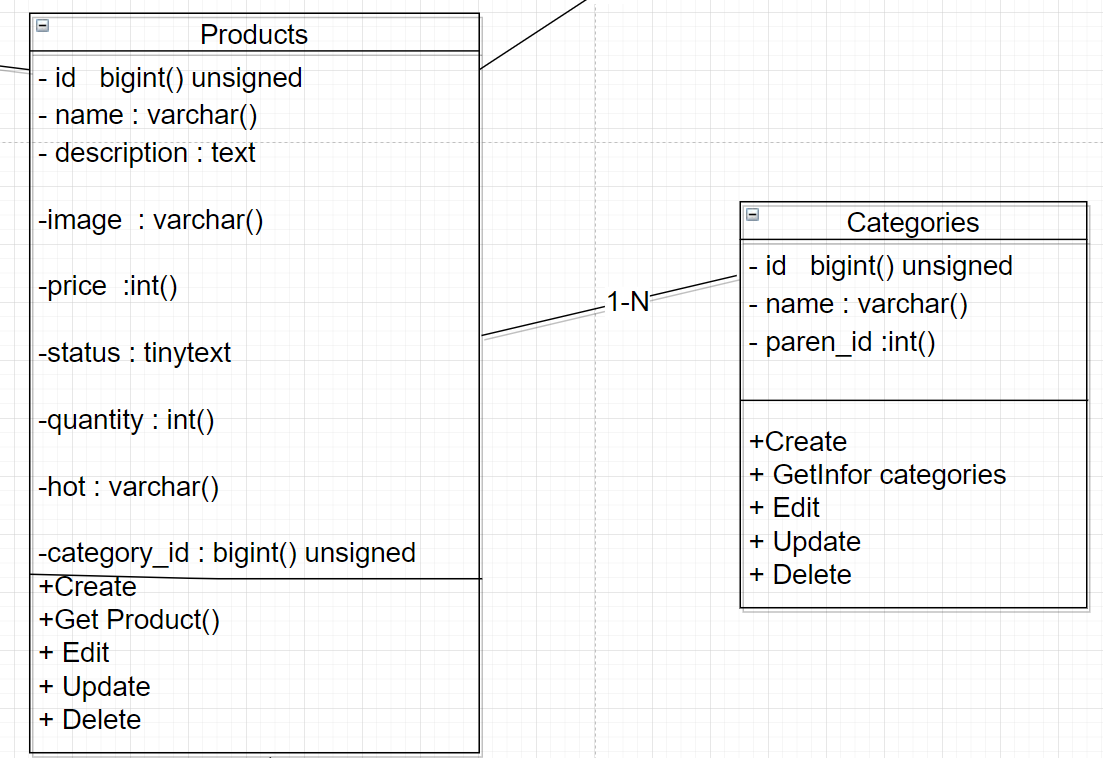 Products
- id bigint() unsigned
- name : varchar()
- description : text
-image : varchar()
-price :int()
-status : tinytext
-quantity : int()
-hot : varchar()
-category_id : bigint() unsigned
+Create
+Get Product()
+ Edit
+ Update
+ Delete
1-N
Categories
- id bigint() unsigned
- name : varchar()
- paren_id :int()
+Create
+ GetInfor categories
+ Edit
+ Update
+ Delete